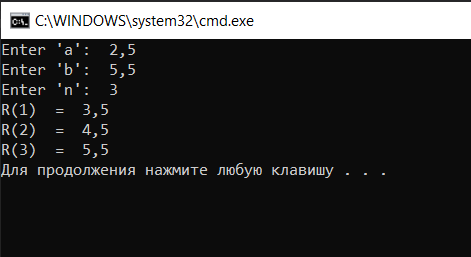 C:\WINDOWS\system32\cmd.exe
Enter 'a':  2,5
Enter 'b':  5,5
Enter 'n':  3
R(1)  =  3,5
R(2)  =  4,5
R(3)  =  5,5
Для продолжения нажмите любую клавишу . . .